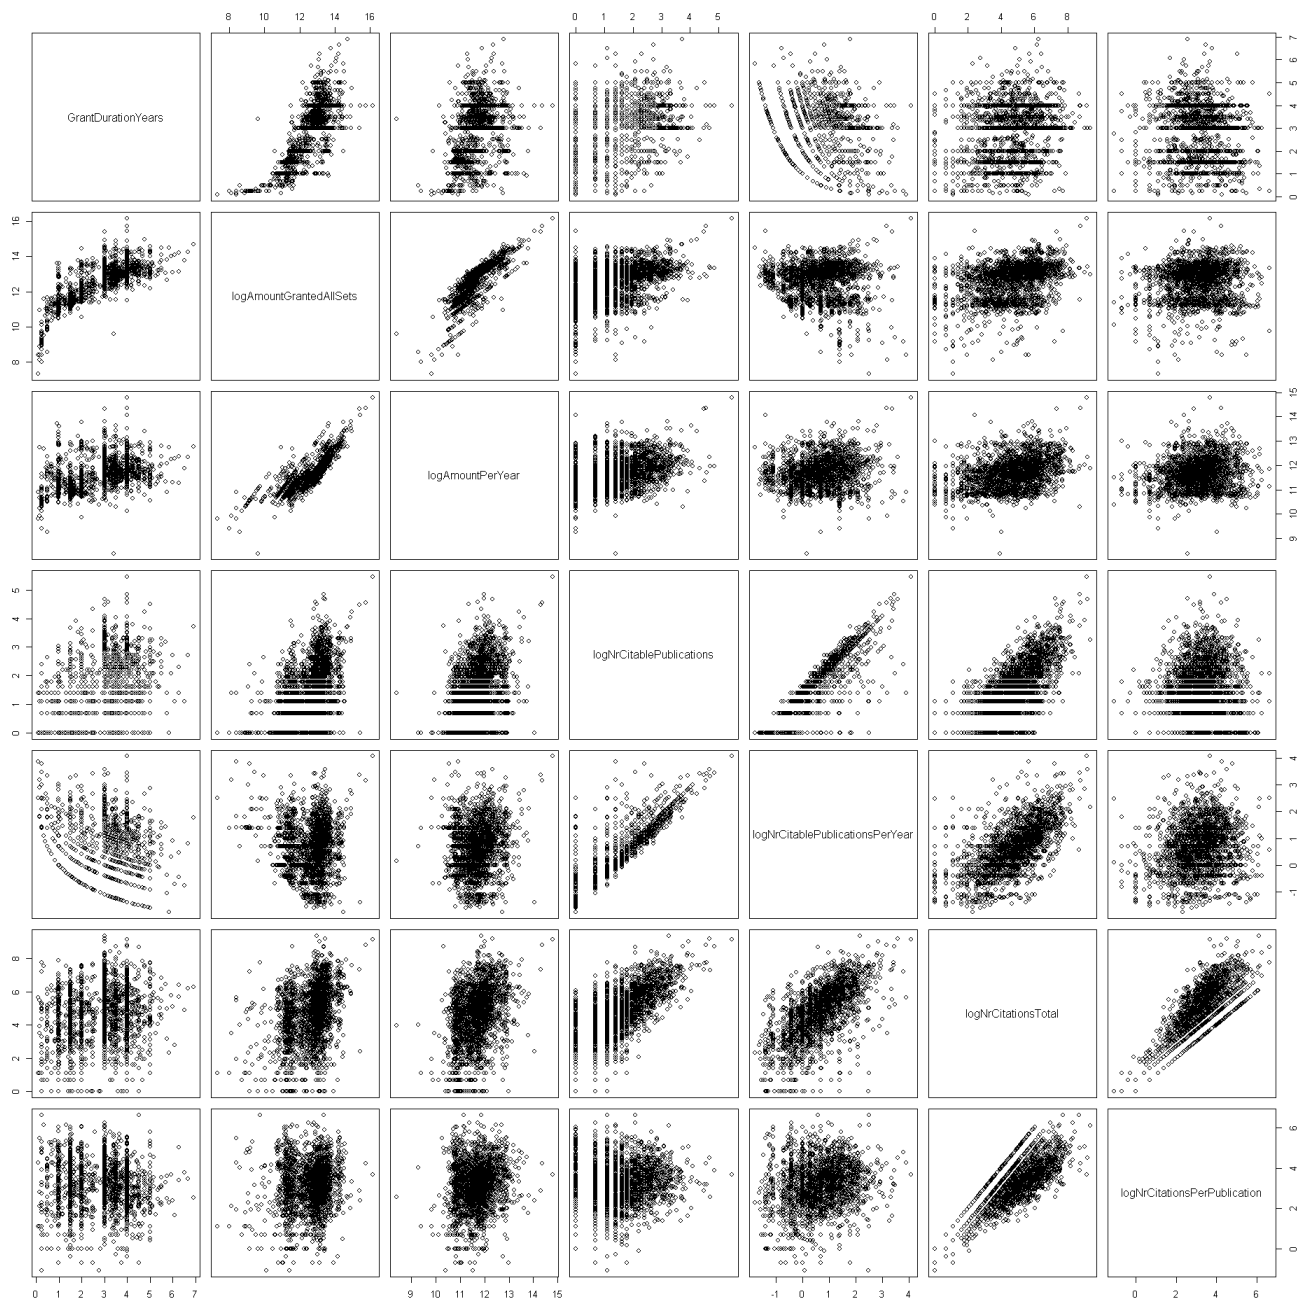 8 10 12 14 16 0 1 2 3 4 5 0 2 4 6 8
GrantDurationYears
0 1 2 3 4 5 6 7
8 10 12 14 16
logAmountGrantedAllSets
logAmountPerYear
9 10 11 12 13 14 15
0 1 2 3 4 5
logNrCitablePublications
logNrCitablePublicationsPerYear
-1 0 1 2 3 4
0 2 4 6 8
logNrCitationsTotal
logNrCitationsPerPublication
0 2 4 6
0 1 2 3 4 5 6 7 9 10 11 12 13 14 15 -1 0 1 2 3 4 0 2 4 6